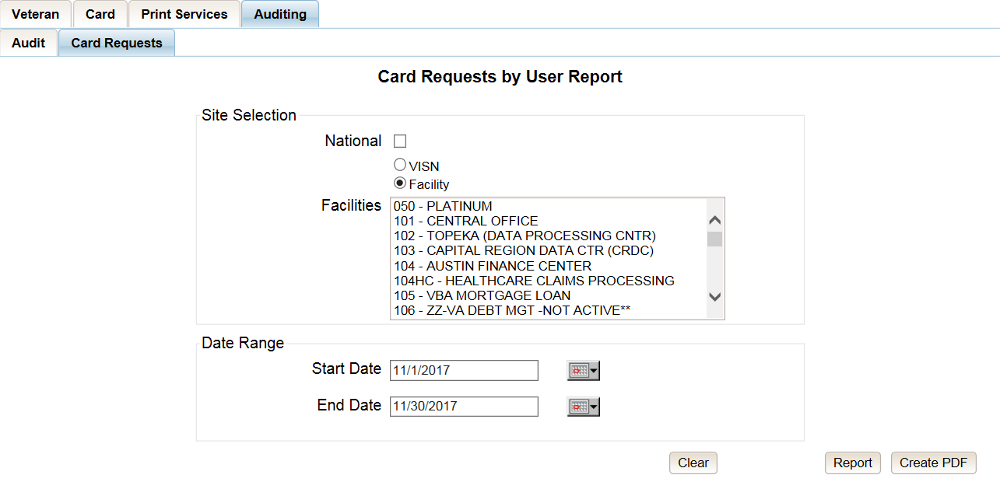 Veteran Card Print Services Auditing
Audit Card Requests
Card Requests by User Report
Site Selection
National
VISN
Facility
Facilities
050 - PLATINUM
101 - CENTRAL OFFICE
102 - TOPEKA (DATA PROCESSING CNTR)
103 - CAPITAL REGION DATA CTR (CRDC)
104 - AUSTIN FINANCE CENTER
104HC - HEALTHCARE CLAIMS PROCESSING
105 - VBA MORTGAGE LOAN
106 - ZZ-VA DEBT MGT -NOT ACTIVE**
Date Range
Start Date 11/1/2017
End Date 11/30/2017
Clear Report Create PDF